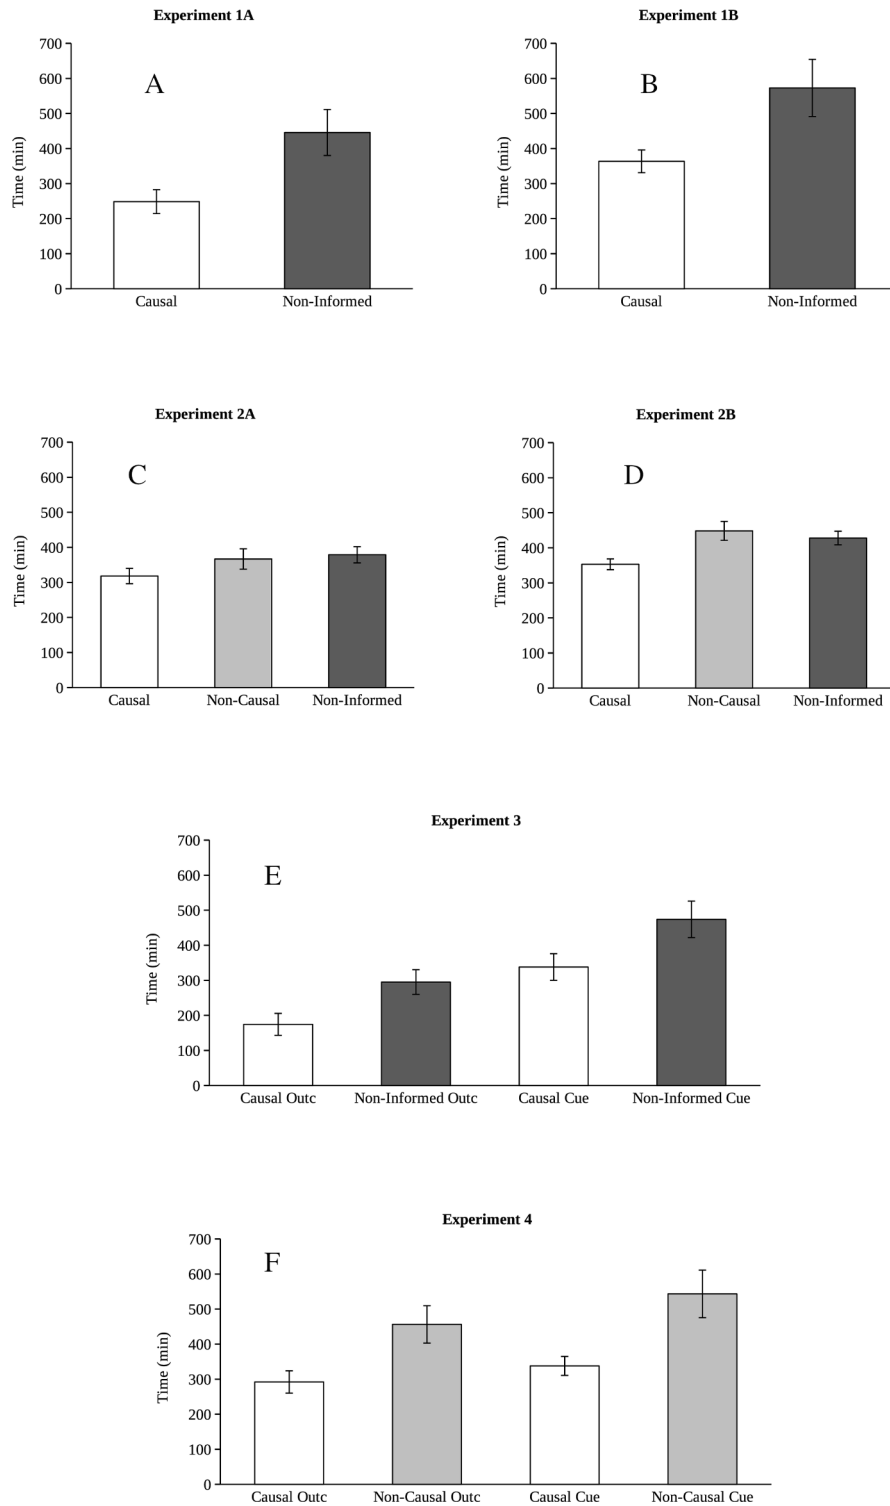 Experiment 1A
Experiment 1B
A
B
Time (min)
700
600
500
400
300
200
100
0
Causal
Non-Informed
Time (min)
700
600
500
400
300
200
100
0
Causal
Non-Informed
Experiment 2A
Experiment 2B
C
D
Time (min)
700
600
500
400
300
200
100
0
Causal
Non-Causal
Non-Informed
Time (min)
700
600
500
400
300
200
100
0
Causal
Non-Causal
Non-Informed
Experiment 3
E
Time (min)
700
600
500
400
300
200
100
0
Causal Outc
Non-Informed Outc
Causal Cue
Non-Informed Cue
Experiment 4
F
Time (min)
700
600
500
400
300
200
100
0
Causal Outc
Non-Causal Outc
Causal Cue
Non-Causal Cue